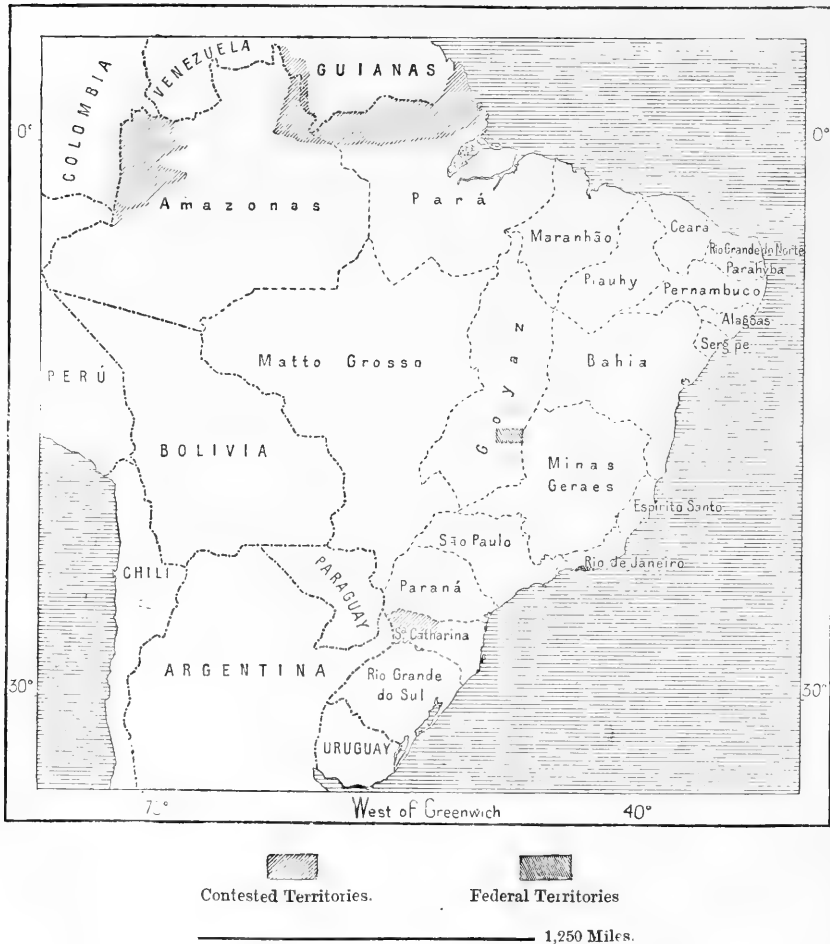 COLOMBIA
VENEZUELA
GUIANAS
0°
0°
Amazonas
Pará
Maranhão
Ceara
Rio Grande do Norte
Parahyba
Piauhy
Pernambuco
Alagoas
Sergipe
Bahia
Matto Grosso
Goyaz
PERÚ
BOLIVIA
Minas
Geraes
Espirito Santo
São Paulo
Rio de Janeiro
CHILI
PARAGUAY
Paraná
Sª Catharina
ARGENTINA
Rio Grande
do Sul
30°
30°
URUGUAY
West of Greenwich
40°
Contested Territories.
Federal Territories
1,250 Miles.